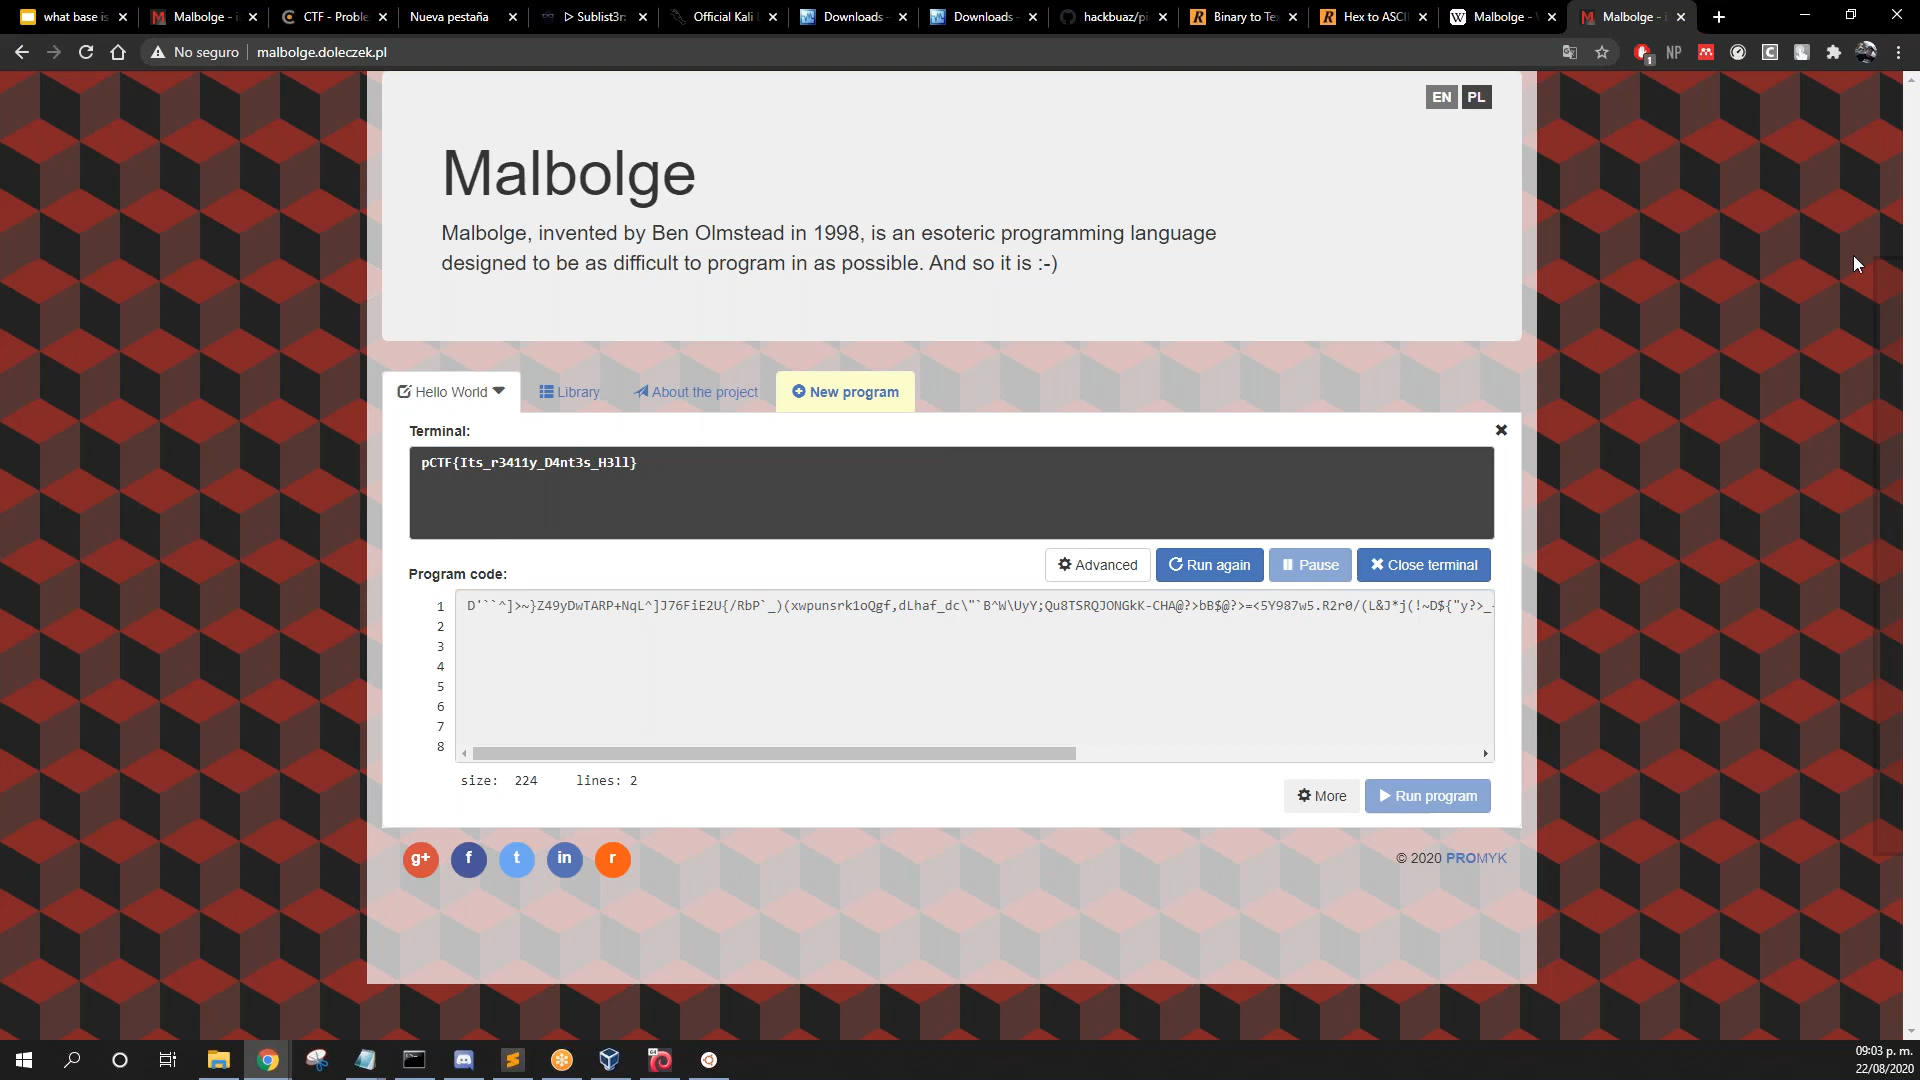 what base is
Malbolge - i
CTF - Proble
Nueva pestaña
Sublist3r
Official Kali L
Downloads
Downloads
hackbuaz/pi
Binary to Te
Hex to ASCI
Malbolge -
Malbolge - i
No seguro
malbolge.doleczek.pl
1
NP
EN PL
Malbolge
Malbolge, invented by Ben Olmstead in 1998, is an esoteric programming language
designed to be as difficult to program in as possible. And so it is :-)
Hello World
Library
About the project
New program
Terminal:
pCTF{Its_r3411y_D4nt3s_H3ll}
Advanced
Run again
Pause
Close terminal
Program code:
1 D'``^]>~}Z49yDwTARP+NqL^]J76FiE2U{/RbP`_)(xwpunsrk1oQgf,dLhaf_dc\"`B^W\UyY;Qu8TSRQJONGkK-CHA@?>bB$@?>=<5Y987w5.R2r0/(L&J*j(!~D${"y?>_
2
3
4
5
6
7
8
size: 224 lines: 2
More
Run program
g+ f t in r
© 2020 PROMYK
09:03 p. m.
22/08/2020